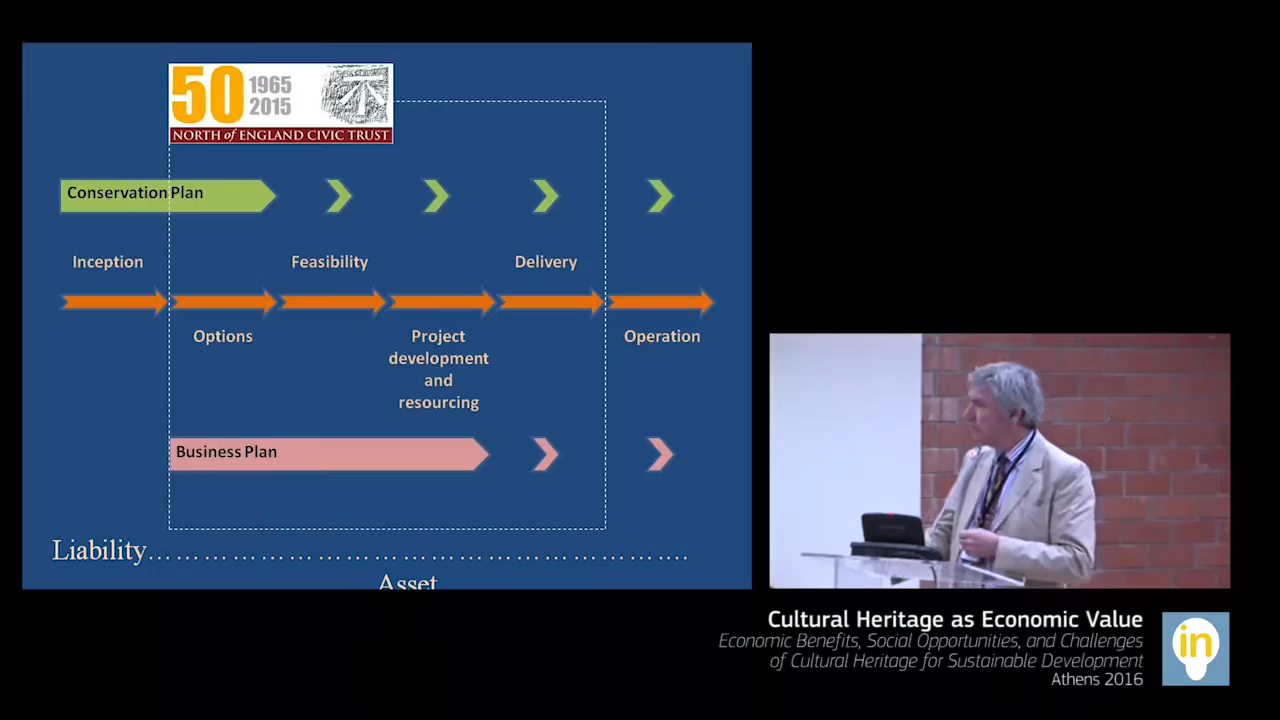 50 1965
2015
NORTH of ENGLAND CIVIC TRUST
Conservation Plan
Inception
Feasibility
Delivery
Options
Project
development
and
resourcing
Operation
Business Plan
Liability… … … … … … … … … … … … … … … … … … ….
Asset
Cultural Heritage as Economic Value
Economic Benefits, Social Opportunities, and Challenges
of Cultural Heritage for Sustainable Development
Athens 2016
in